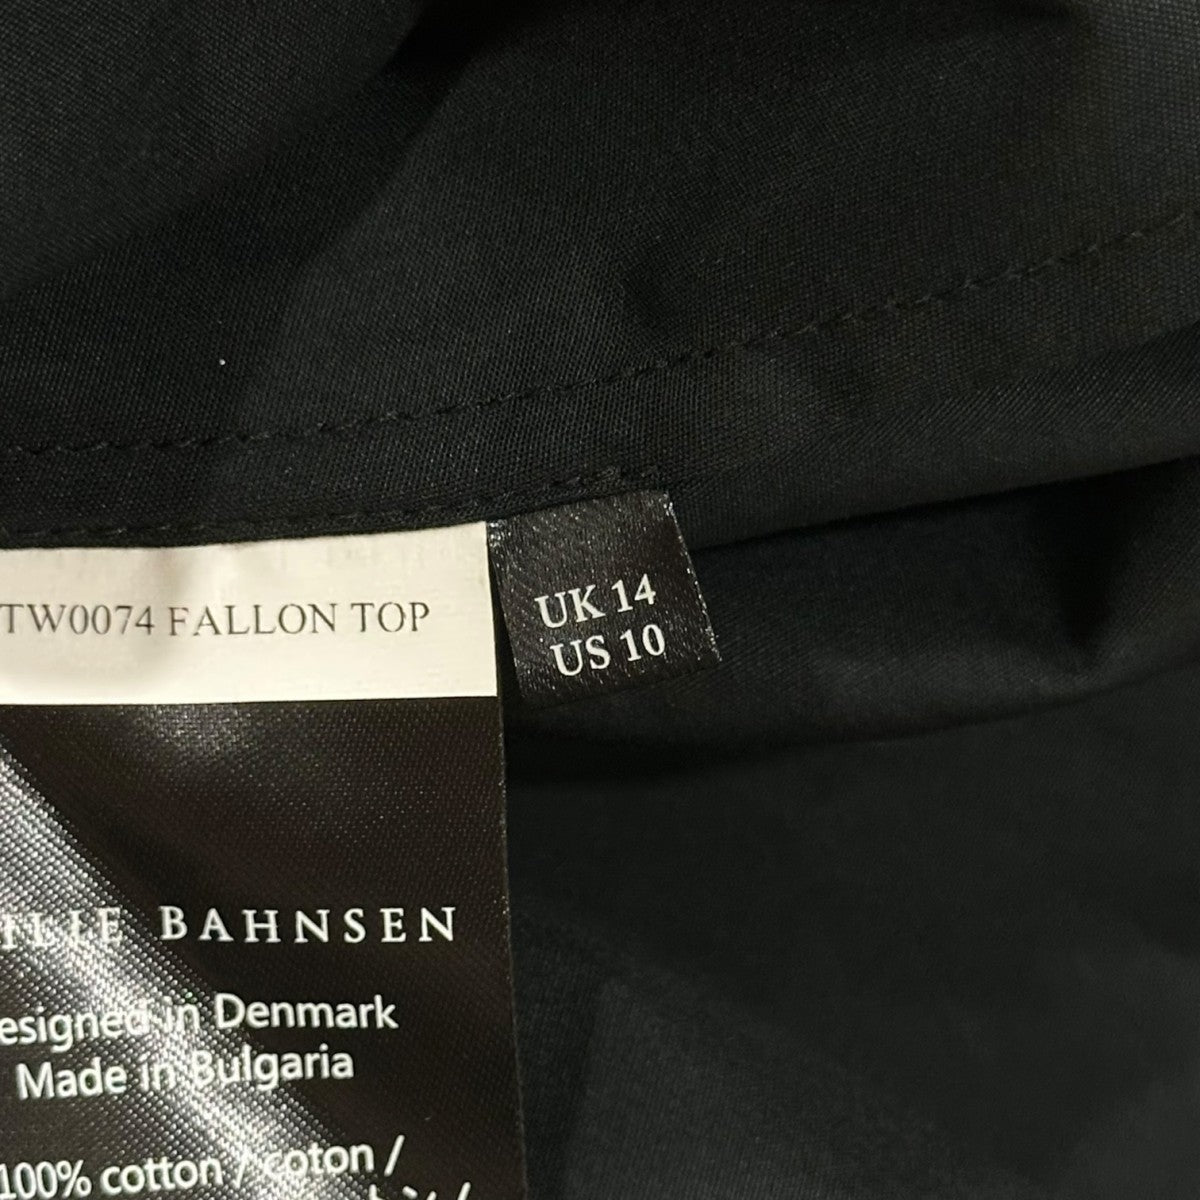 TW0074 FALLON TOP
UK 14
US 10
BAHNSEN
Designed in Denmark
Made in Bulgaria
100% cotton / coton /